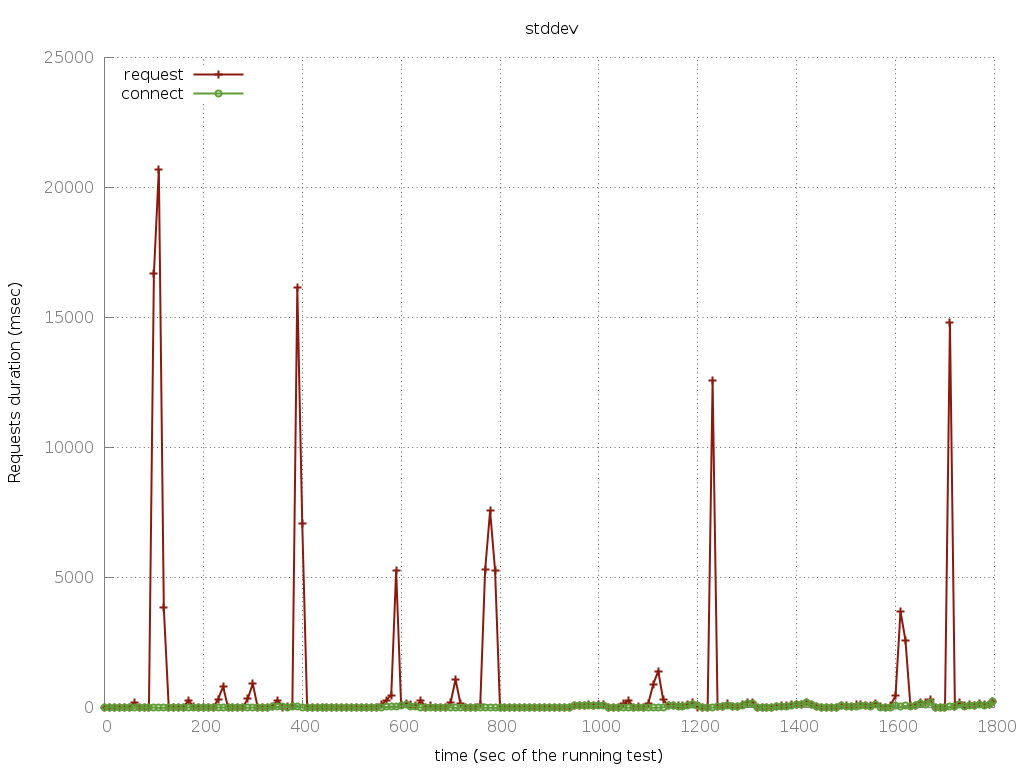 stddev
25000
20000
15000
10000
5000
0
request
connect
Requests duration (msec)
0 200 400 600 800 1000 1200 1400 1600 1800
time (sec of the running test)